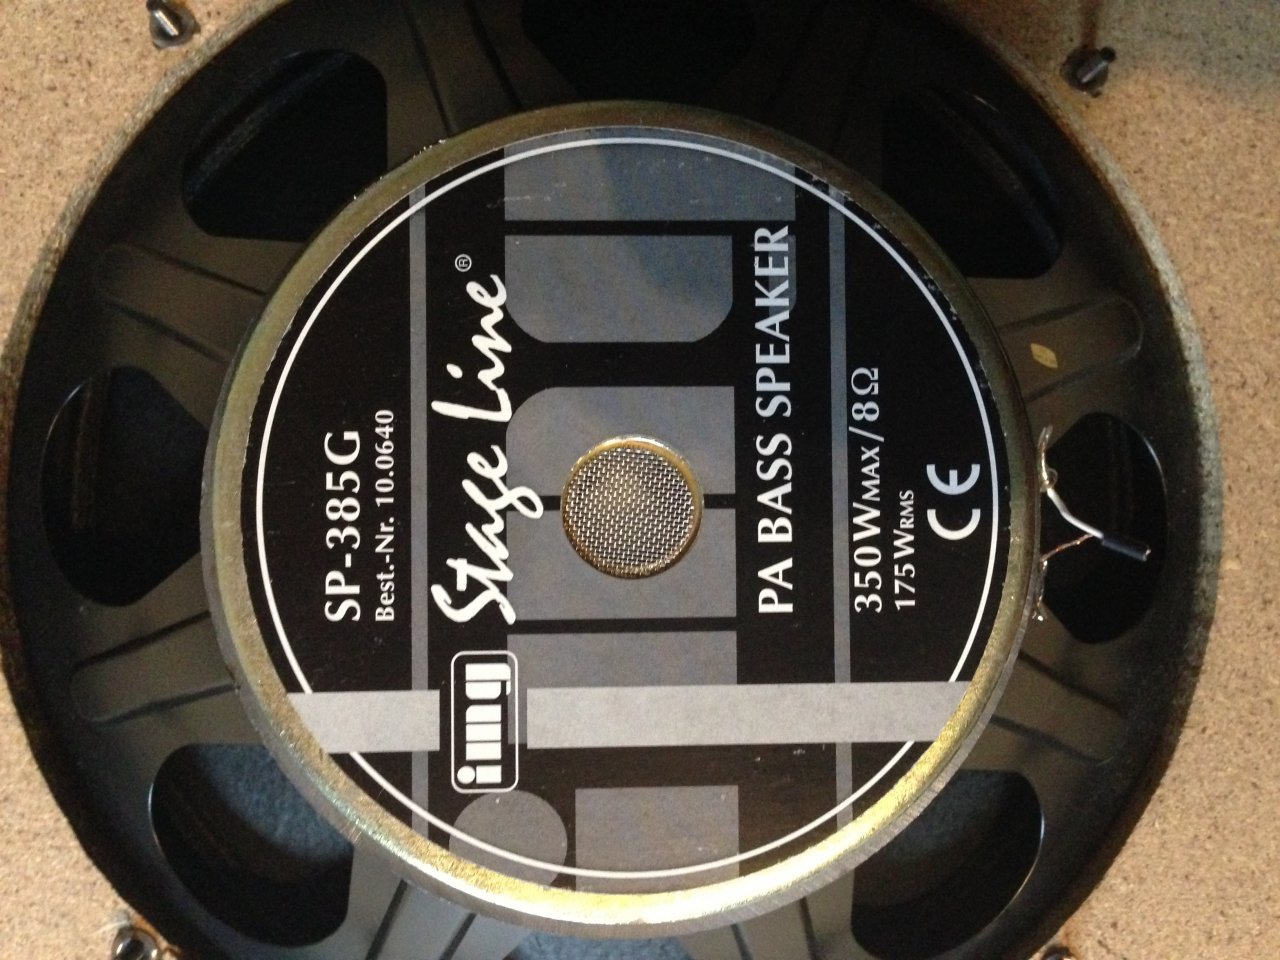 SP-385G
Best.-Nr. 10.0640
img Stage Line®
PA BASS SPEAKER
350WMAX/8Ω
175WRMS
CE